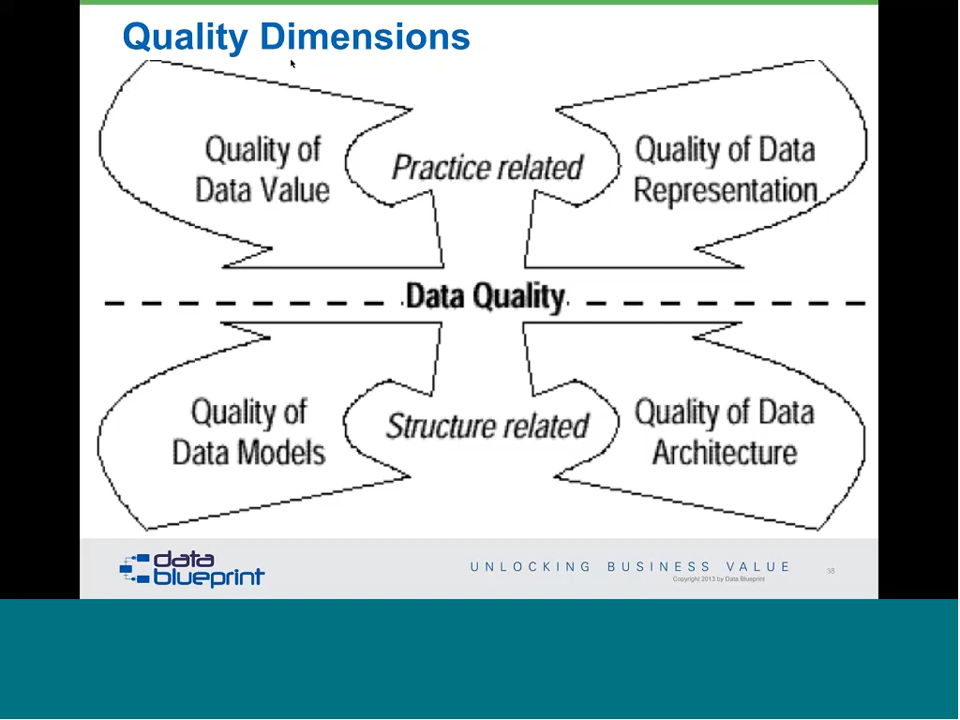 Quality Dimensions
Quality of
Data Value
Practice related
Quality of Data
Representation
Data Quality
Quality of
Data Models
Structure related
Quality of Data
Architecture
data
blueprint
UNLOCKING BUSINESS VALUE
Copyright 2013 by Data Blueprint
58